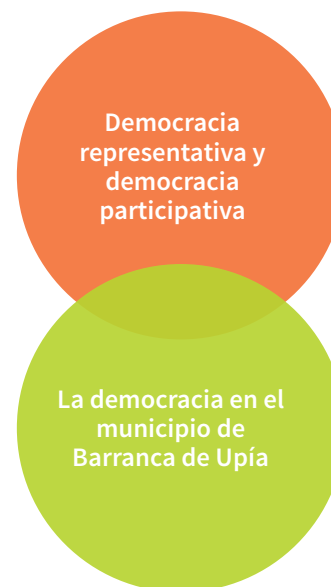 Democracia
representativa y
democracia
participativa
La democracia en el
municipio de
Barranca de Upía